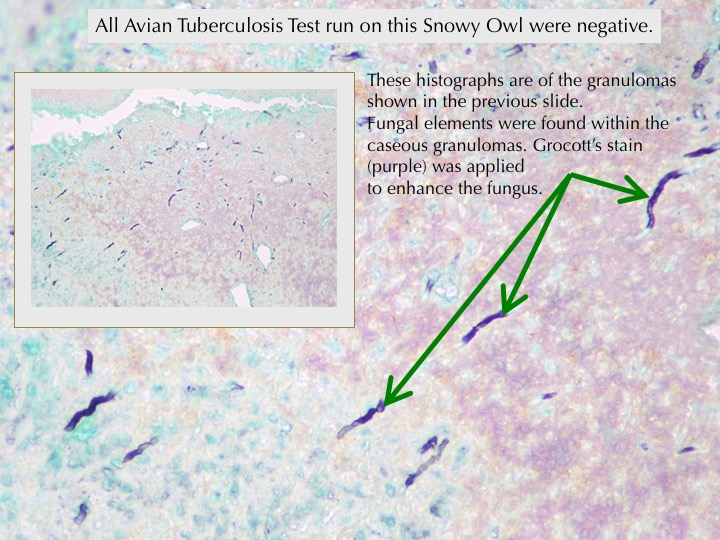 All Avian Tuberculosis Test run on this Snowy Owl were negative.
These histographs are of the granulomas
shown in the previous slide.
Fungal elements were found within the
caseous granulomas. Grocott’s stain
(purple) was applied
to enhance the fungus.